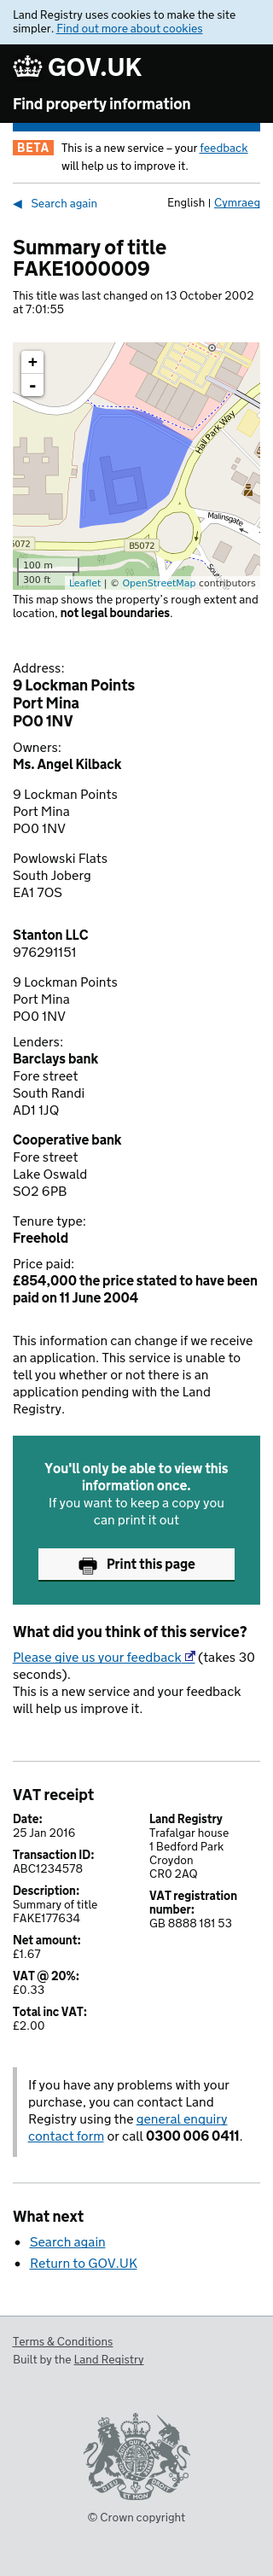 Land Registry uses cookies to make the site
simpler. Find out more about cookies
GOV.UK
Find property information
BETA This is a new service – your feedback
will help us to improve it.
Search again English | Cymraeg
Summary of title
FAKE1000009
This title was last changed on 13 October 2002
at 7:01:55
+
-
Hall Park Way
Malinsgate
B5072
5072
Sou
100 m
300 ft
Leaflet | © OpenStreetMap contributors
This map shows the property's rough extent and
location, not legal boundaries.
Address:
9 Lockman Points
Port Mina
PO0 1NV
Owners:
Ms. Angel Kilback
9 Lockman Points
Port Mina
PO0 1NV
Powlowski Flats
South Joberg
EA1 7OS
Stanton LLC
976291151
9 Lockman Points
Port Mina
PO0 1NV
Lenders:
Barclays bank
Fore street
South Randi
AD1 1JQ
Cooperative bank
Fore street
Lake Oswald
SO2 6PB
Tenure type:
Freehold
Price paid:
£854,000 the price stated to have been
paid on 11 June 2004
This information can change if we receive
an application. This service is unable to
tell you whether or not there is an
application pending with the Land
Registry.
You'll only be able to view this
information once.
If you want to keep a copy you
can print it out
Print this page
What did you think of this service?
Please give us your feedback (takes 30
seconds).
This is a new service and your feedback
will help us improve it.
VAT receipt
Date:
25 Jan 2016
Transaction ID:
ABC1234578
Description:
Summary of title
FAKE177634
Net amount:
£1.67
VAT @ 20%:
£0.33
Total inc VAT:
£2.00
Land Registry
Trafalgar house
1 Bedford Park
Croydon
CR0 2AQ
VAT registration
number:
GB 8888 181 53
If you have any problems with your
purchase, you can contact Land
Registry using the general enquiry
contact form or call 0300 006 0411.
What next
• Search again
• Return to GOV.UK
Terms & Conditions
Built by the Land Registry
© Crown copyright